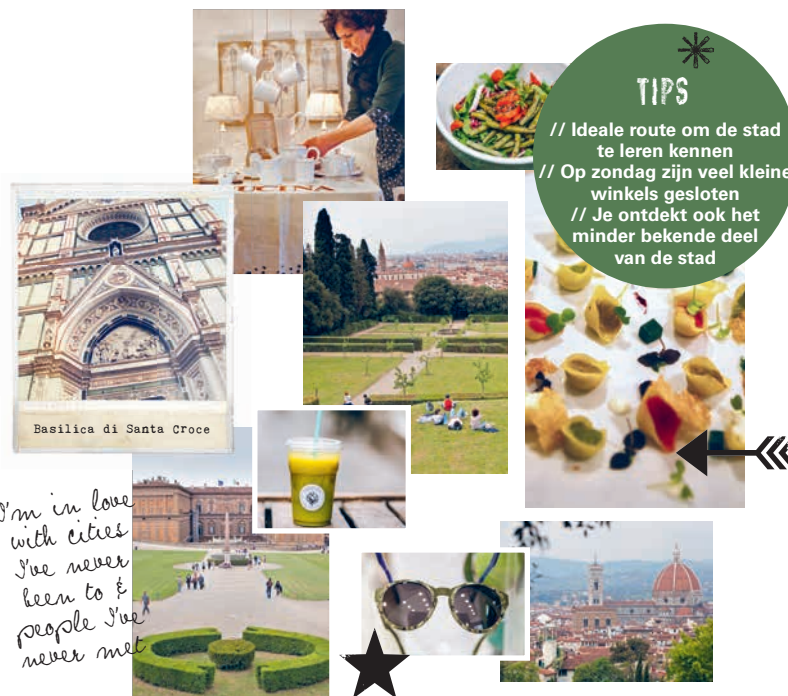 TIPS
// Ideale route om de stad
te leren kennen
// Op zondag zijn veel kleine
winkels gesloten
// Je ontdekt ook het
minder bekende deel
van de stad
Basilica di Santa Croce
I'm in love
with cities
I've never
been to &
people I've
never met